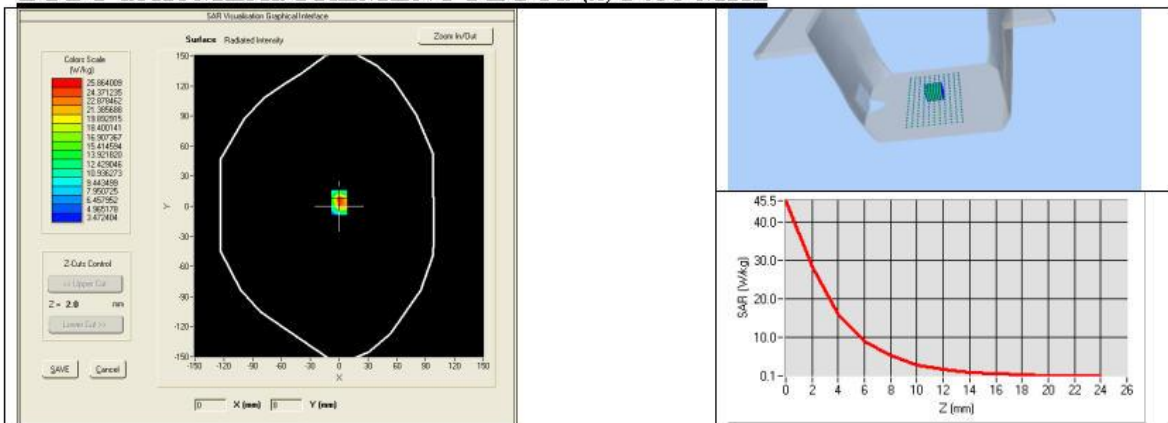 SAR Visualisation Graphical Interface
Surface Radiated Intensity
Zoom In/Out
Colors Scale
(W/kg)
25.864009
24.371235
22.878462
21.385688
19.892915
18.400141
16.907367
15.414594
13.921820
12.429046
10.936273
9.443499
7.950725
6.457952
4.965178
3.472404
Z-Cuts Control
<< Upper Cut
Z = 2.0 mm
Lower Cut >>
SAVE Cancel
150
120
90
60
30
0
-30
-60
-90
-120
-150
Y
-150 -120 -90 -60 -30 0 30 60 90 120 150
X
0 X (mm) 8 Y (mm)
45.5
40.0
30.0
20.0
10.0
0.1
SAR (W/kg)
0 2 4 6 8 10 12 14 16 18 20 22 24 26
Z (mm)